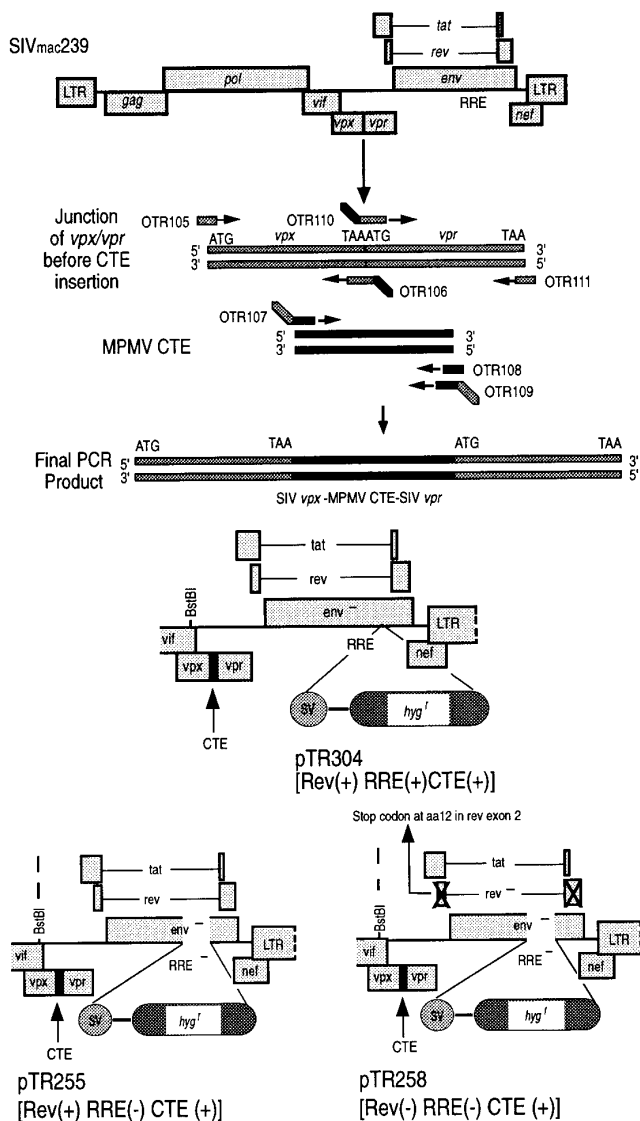 SIVmac239
tat
rev
LTR
gag
pol
vif
vpx
vpr
env
RRE
nef
LTR
Junction
of vpx/vpr
before CTE
insertion
OTR105
OTR110
ATG
vpx
TAAATG
vpr
TAA
5'
3'
3'
5'
OTR106
OTR111
OTR107
MPMV CTE
5'
3'
3'
5'
OTR108
OTR109
Final PCR
Product
ATG
TAA
ATG
TAA
5'
3'
3'
5'
SIV vpx -MPMV CTE-SIV vpr
tat
rev
BstBI
env –
vif
vpx
vpr
RRE
nef
LTR
CTE
SV
hyg r
pTR304
[Rev(+) RRE(+)CTE(+)]
tat
rev
BstBI
env –
vif
vpx
vpr
RRE –
nef
LTR
CTE
SV
hyg r
pTR255
[Rev(+) RRE(-) CTE (+)]
Stop codon at aa12 in rev exon 2
tat
rev –
BstBI
env –
vif
vpx
vpr
RRE –
nef
LTR
CTE
SV
hyg r
pTR258
[Rev(-) RRE(-) CTE (+)]